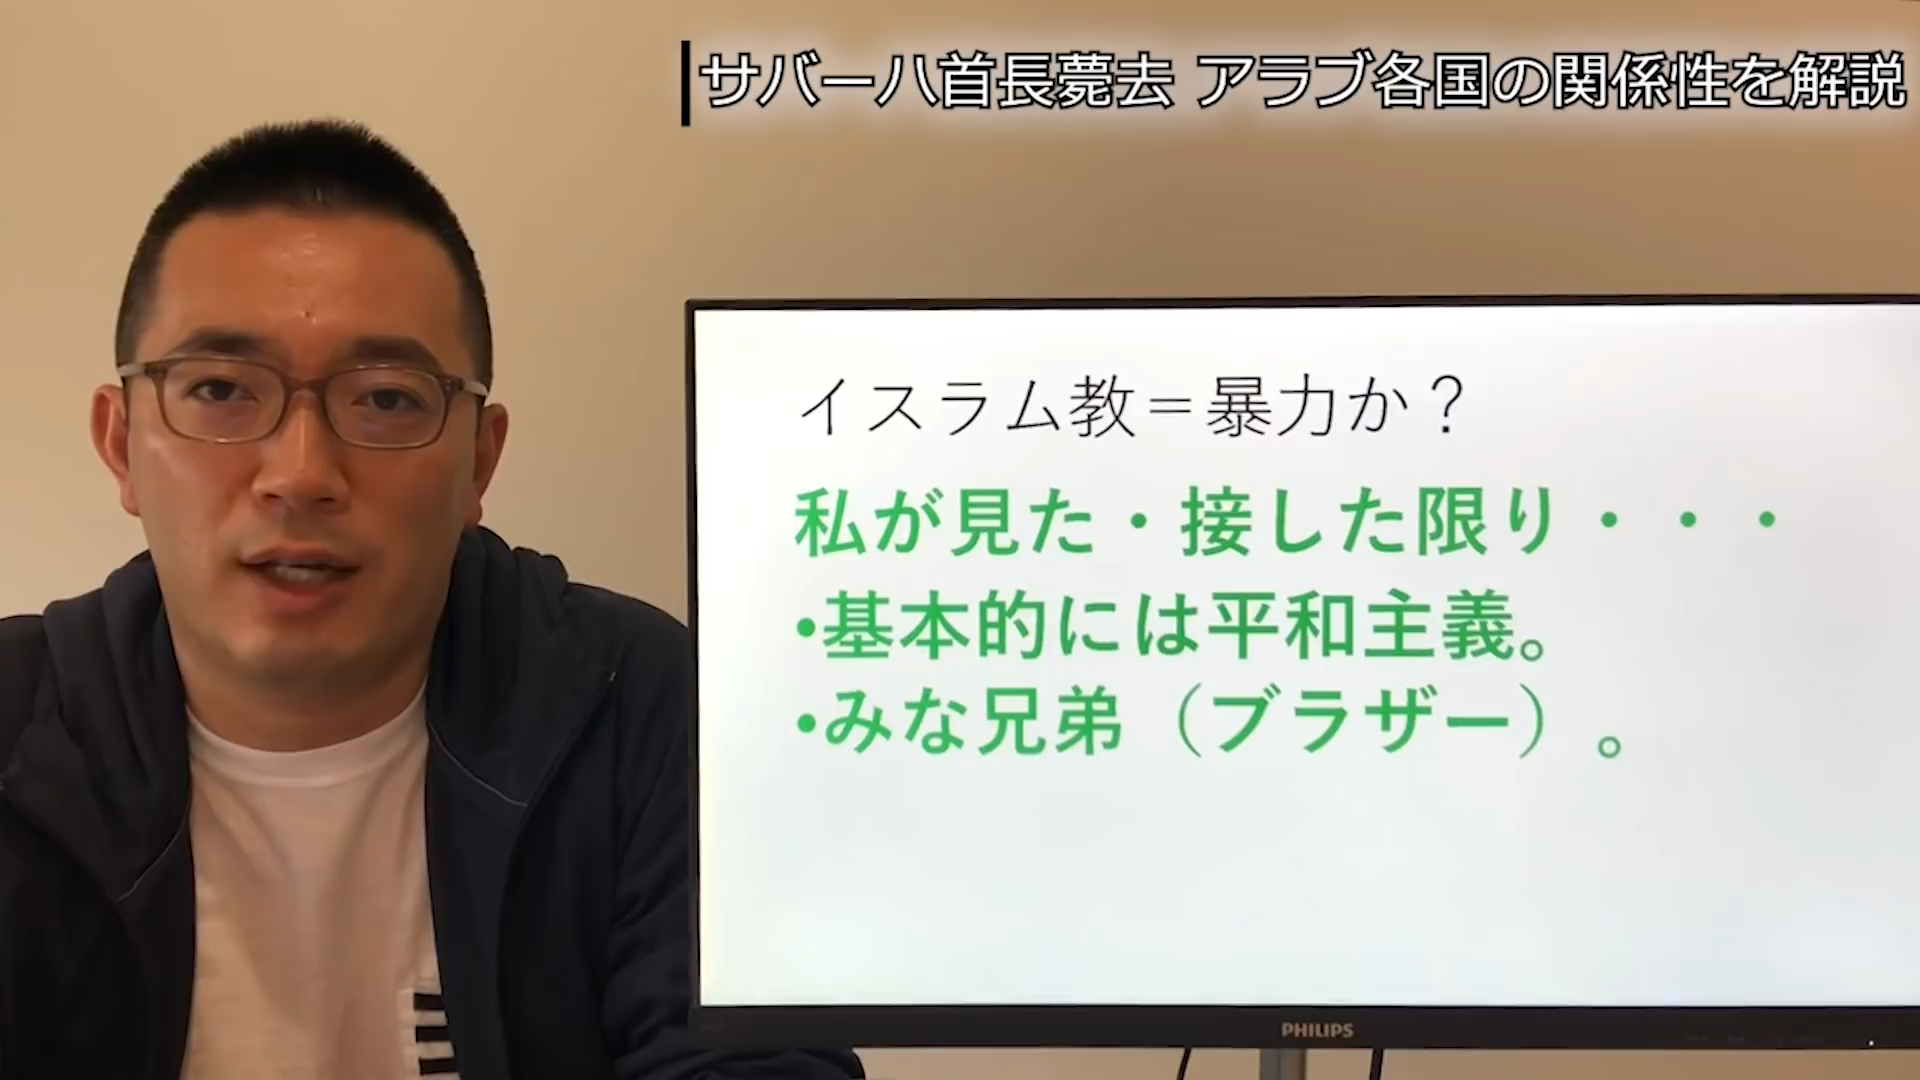 サバーハ首長薨去 アラブ各国の関係性を解説
イスラム教＝暴力か？
私が見た・接した限り・・・
•基本的には平和主義。
•みな兄弟（ブラザー）。
PHILIPS